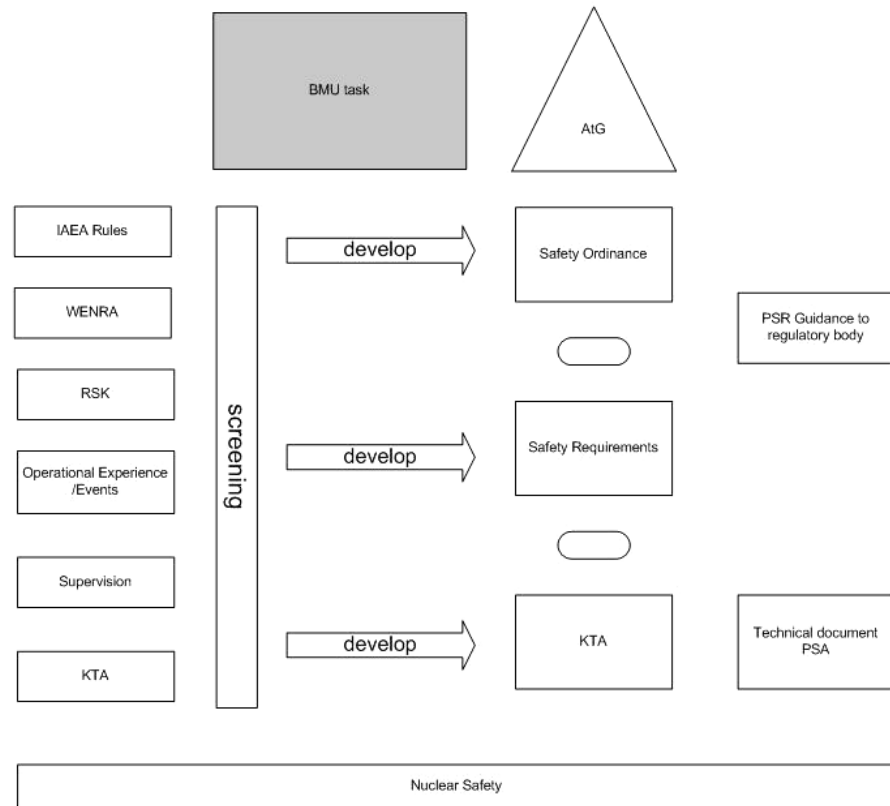 BMU task
AtG
IAEA Rules
develop
Safety Ordinance
WENRA
PSR Guidance to
regulatory body
RSK
screening
develop
Safety Requirements
Operational Experience
/Events
Supervision
develop
KTA
Technical document
PSA
KTA
Nuclear Safety